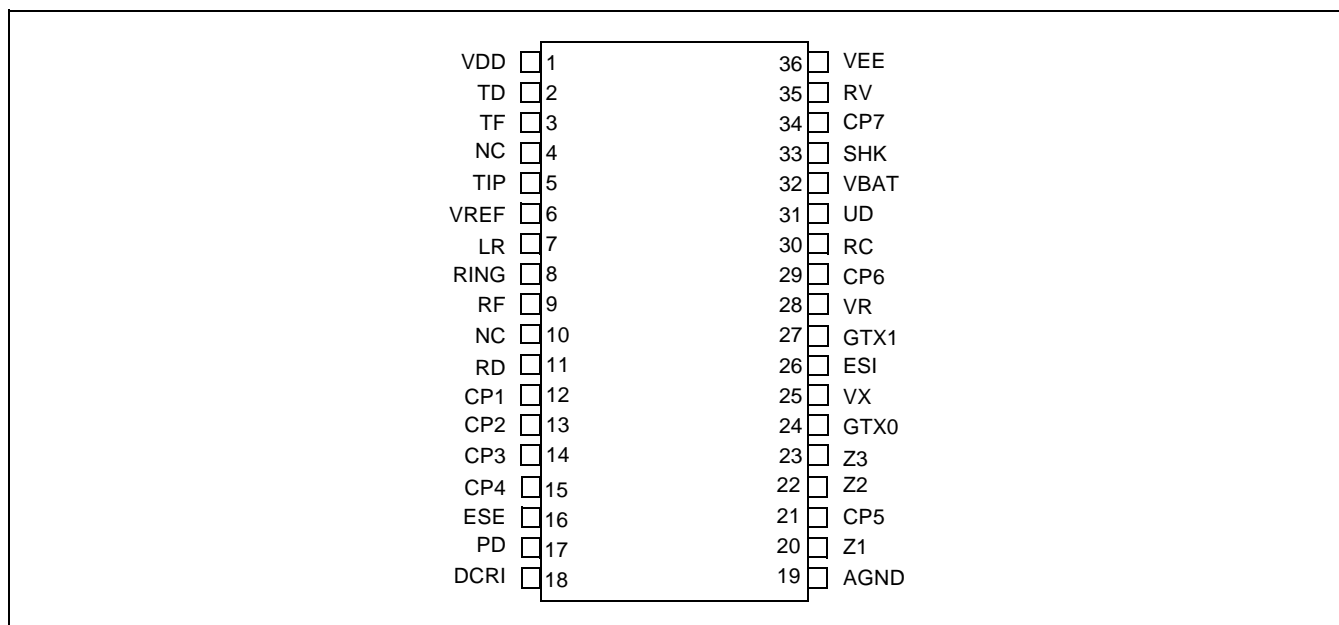 VDD 1 36 VEE
TD 2 35 RV
TF 3 34 CP7
NC 4 33 SHK
TIP 5 32 VBAT
VREF 6 31 UD
LR 7 30 RC
RING 8 29 CP6
RF 9 28 VR
NC 10 27 GTX1
RD 11 26 ESI
CP1 12 25 VX
CP2 13 24 GTX0
CP3 14 23 Z3
CP4 15 22 Z2
ESE 16 21 CP5
PD 17 20 Z1
DCRI 18 19 AGND